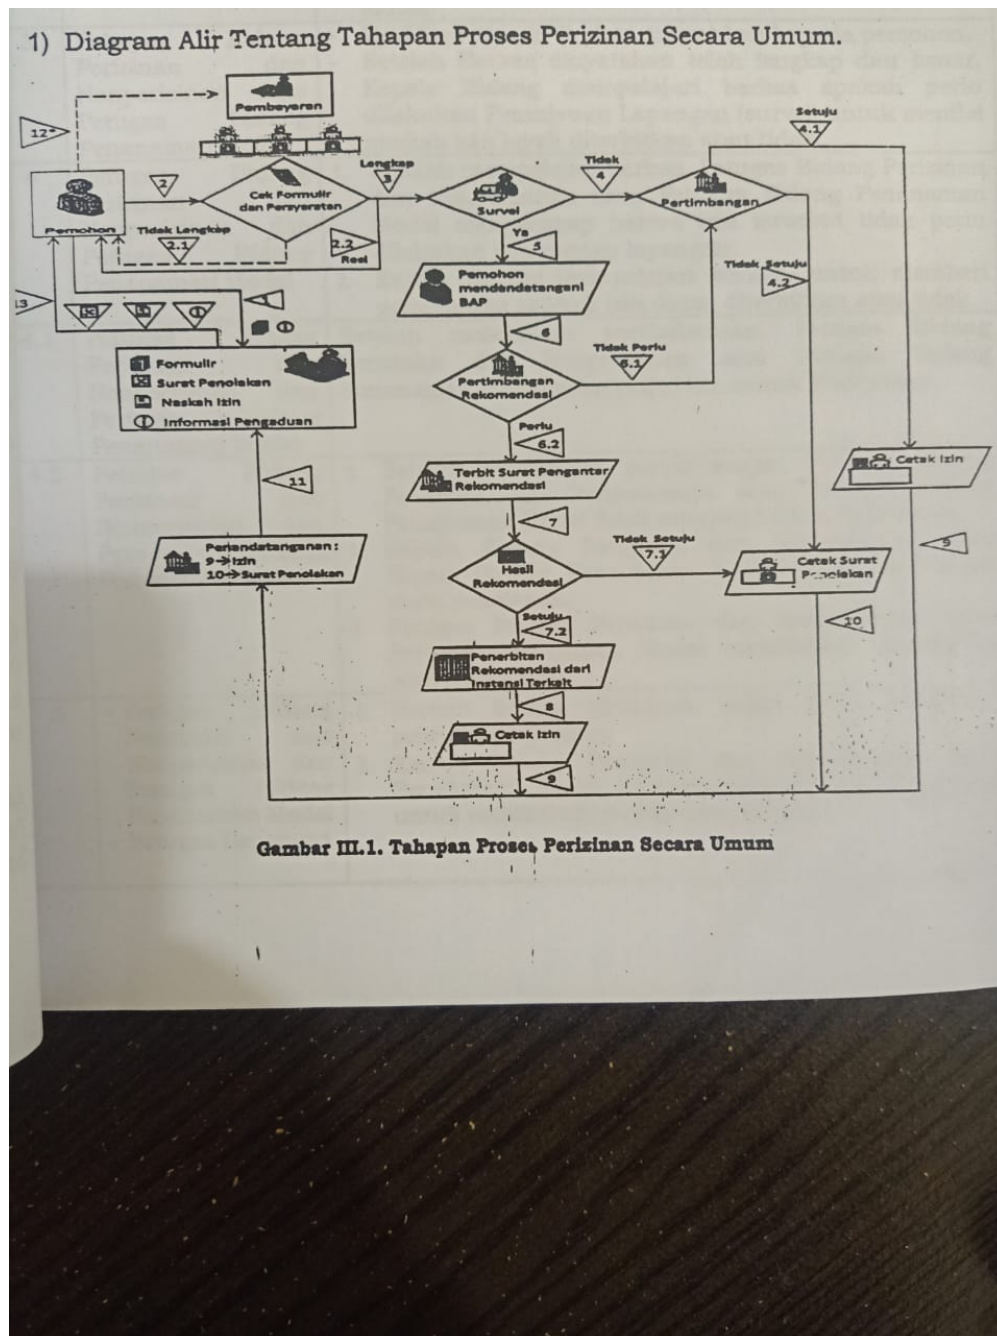 1) Diagram Alir Tentang Tahapan Proses Perizinan Secara Umum.
Pembayaran
12*
Setuju
4.1
Pemohon
2
Cek Formulir
dan Persyaratan
Lengkap
3
Survei
Tidak
4
Pertimbangan
Tidak Lengkap
2.1
2.2
Resi
Ya
5
Tidak Setuju
4.2
13
1
Pemohon
mendandatangani
BAP
6
Formulir
Surat Penolakan
Naskah Izin
Informasi Pengaduan
Pertimbangan
Rekomendasi
Tidak Perlu
6.1
Perlu
6.2
Cetak Izin
11
Terbit Surat Pengantar
Rekomendasi
7
9
Penandatanganan :
9→Izin
10→Surat Penolakan
Hasil
Rekomendasi
Tidak Setuju
7.1
Cetak Surat
Penolakan
10
Setuju
7.2
Penerbitan
Rekomendasi dari
Instansi Terkait
8
Cetak Izin
9
Gambar III.1. Tahapan Proses Perizinan Secara Umum